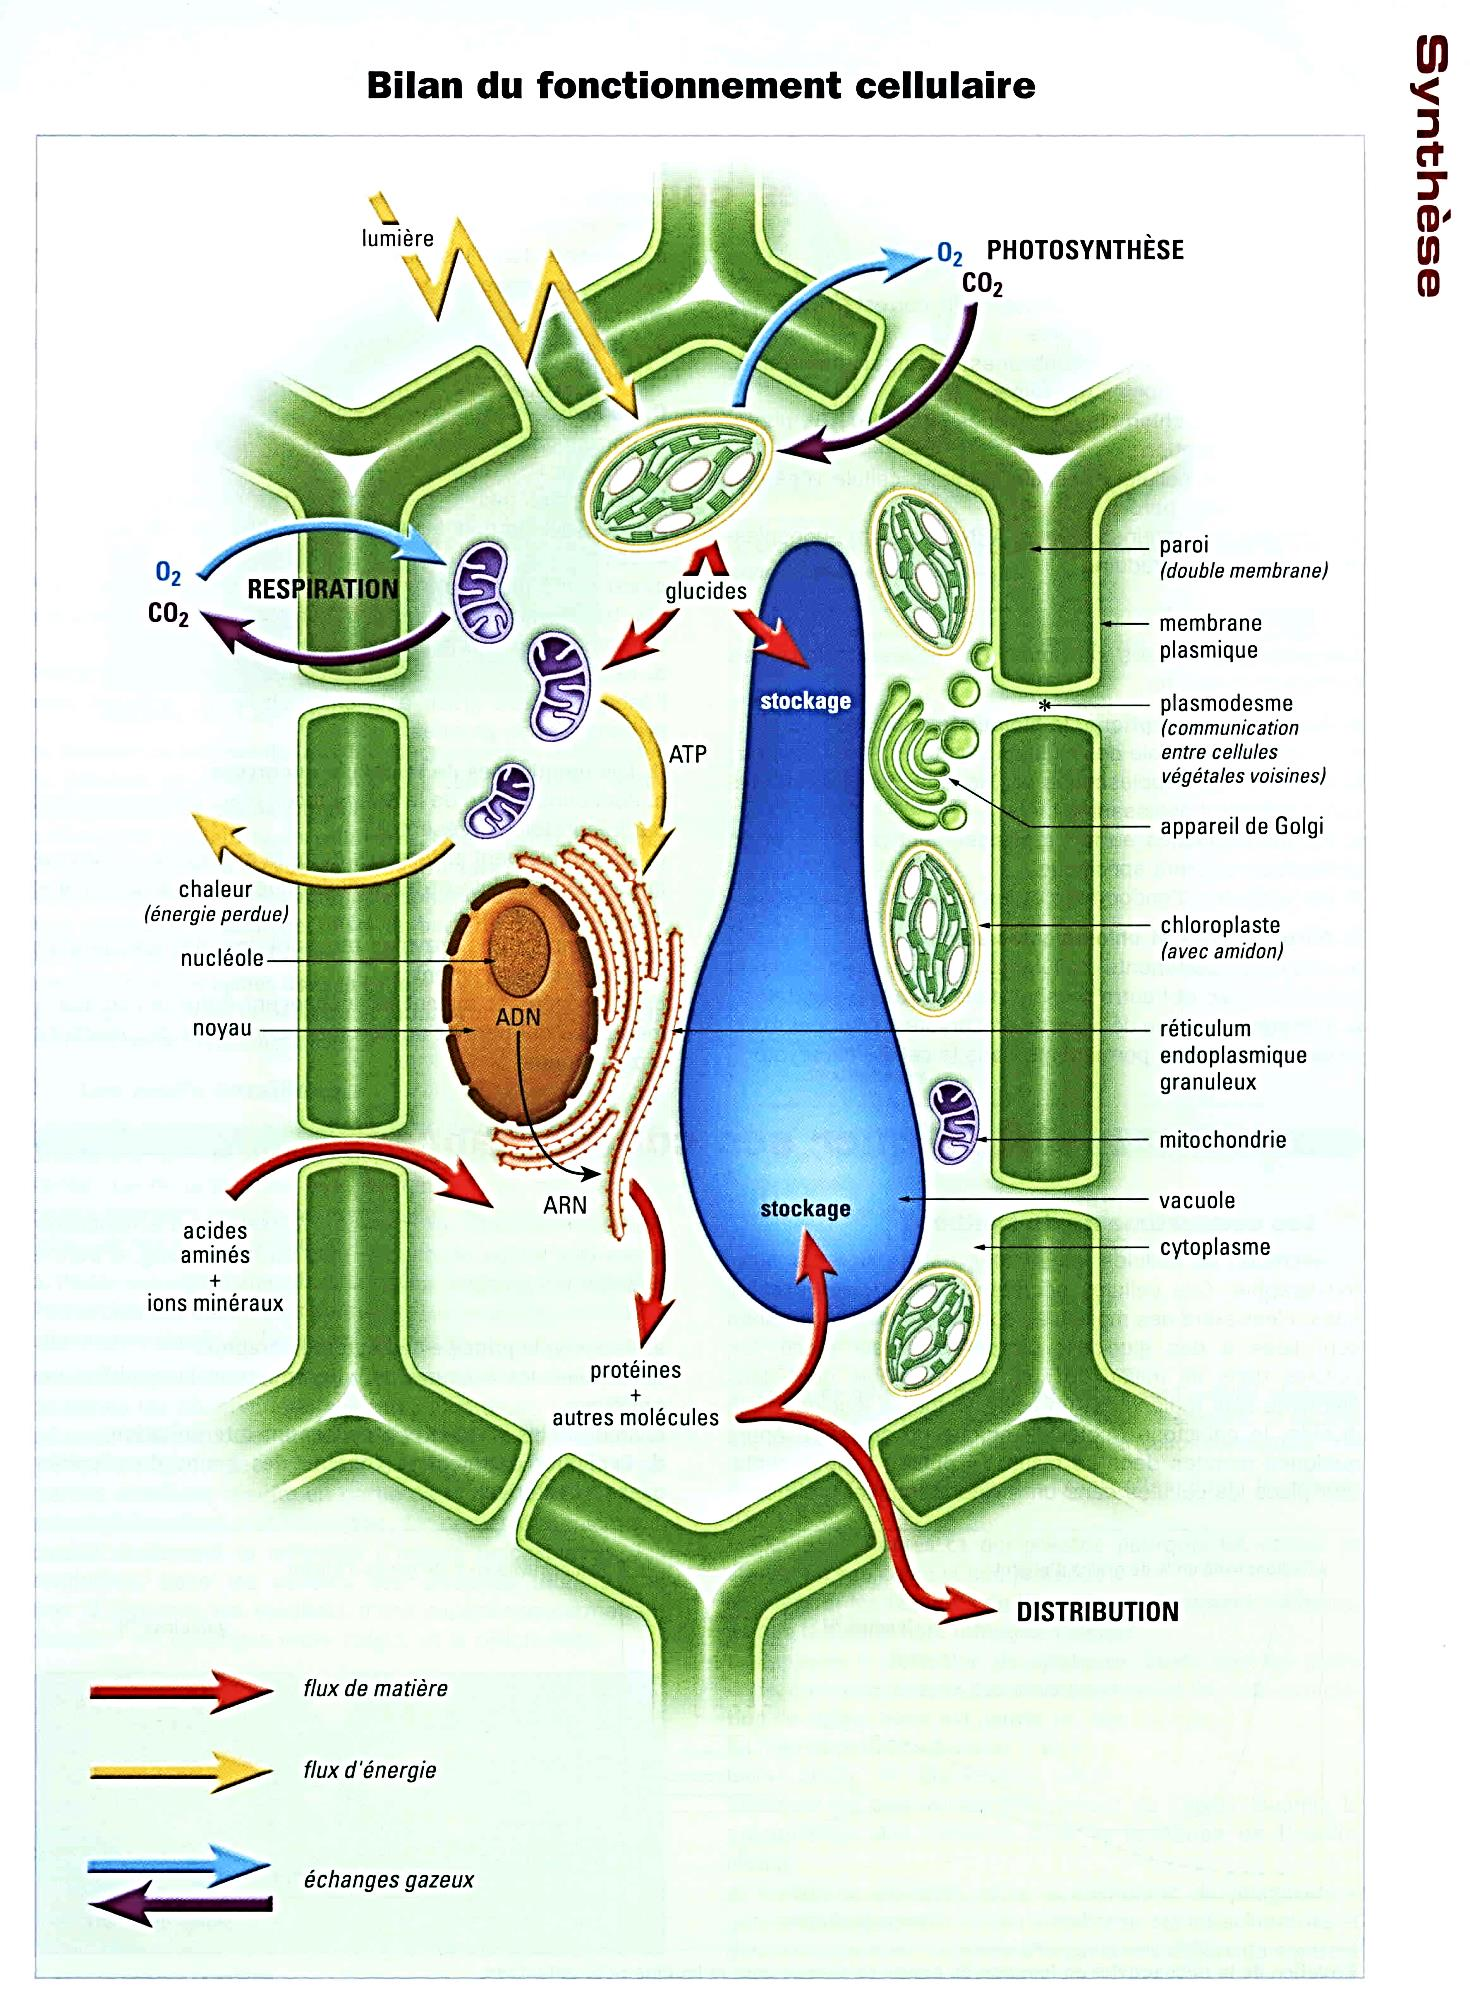 Synthèse
Bilan du fonctionnement cellulaire
lumière
O₂ PHOTOSYNTHÈSE
CO₂
O₂
RESPIRATION
CO₂
glucides
stockage
ATP
chaleur
(énergie perdue)
nucléole
noyau
ADN
ARN
acides
aminés
+
ions minéraux
protéines
+
autres molécules
stockage
DISTRIBUTION
paroi
(double membrane)
membrane
plasmique
*
plasmodesme
(communication
entre cellules
végétales voisines)
appareil de Golgi
chloroplaste
(avec amidon)
réticulum
endoplasmique
granuleux
mitochondrie
vacuole
cytoplasme
flux de matière
flux d'énergie
échanges gazeux